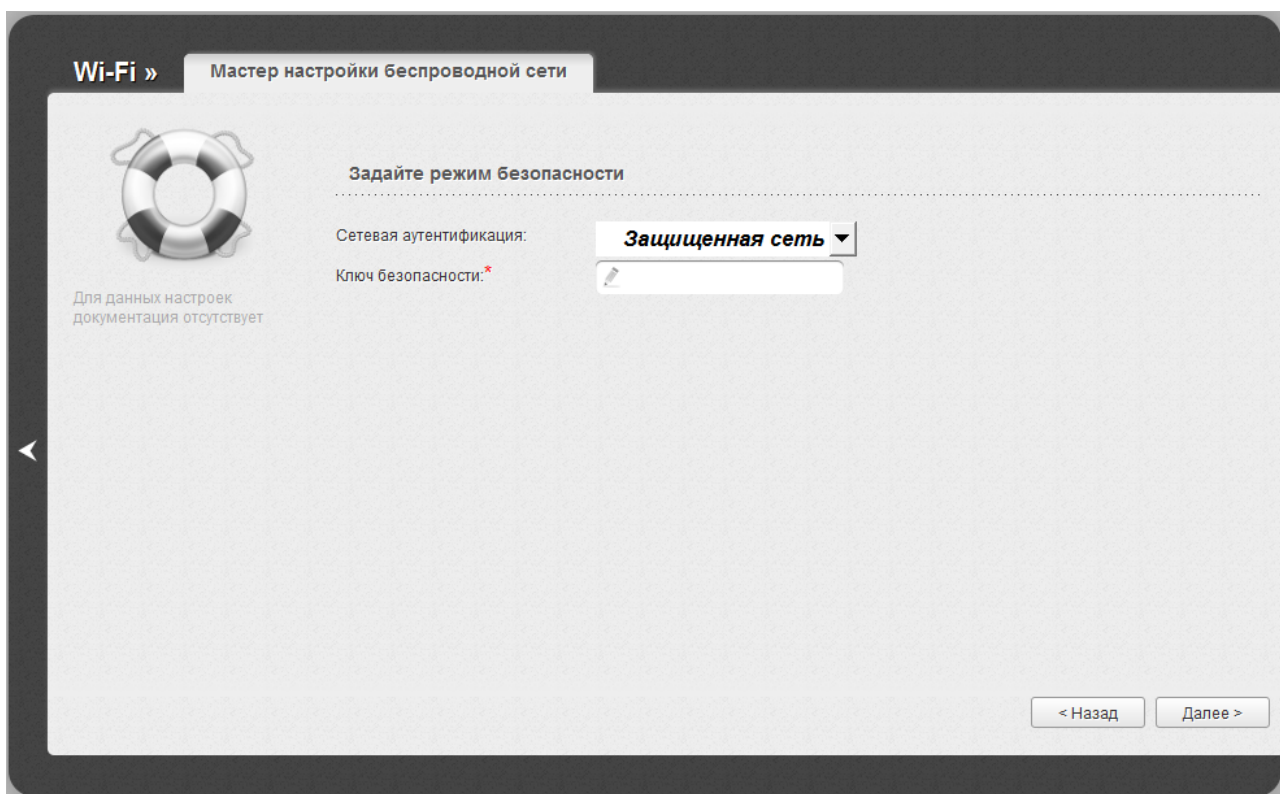 Wi-Fi »
Мастер настройки беспроводной сети
Задайте режим безопасности
Сетевая аутентификация:
Защищенная сеть
Ключ безопасности:*
Для данных настроек
документация отсутствует
< Назад
Далее >